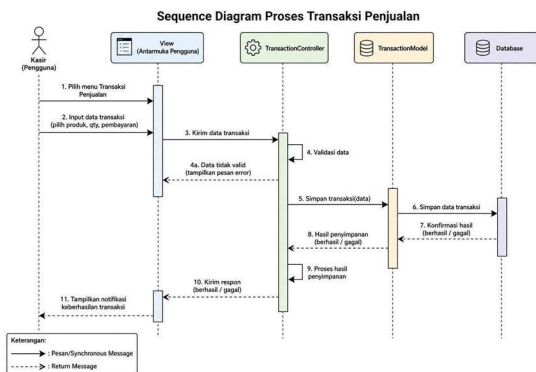 Sequence Diagram Proses Transaksi Penjualan
Kasir
(Pengguna)
View
(Antarmuka Pengguna)
TransactionController
TransactionModel
Database
1. Pilih menu Transaksi
Penjualan
2. Input data transaksi
(pilih produk, qty, pembayaran)
3. Kirim data transaksi
4. Validasi data
4a. Data tidak valid
(tampilkan pesan error)
5. Simpan transaksi(data)
6. Simpan data transaksi
7. Konfirmasi hasil
(berhasil / gagal)
8. Hasil penyimpanan
(berhasil / gagal)
9. Proses hasil
penyimpanan
10. Kirim respon
(berhasil / gagal)
11. Tampilkan notifikasi
keberhasilan transaksi
Keterangan:
: Pesan/Synchronous Message
: Return Message